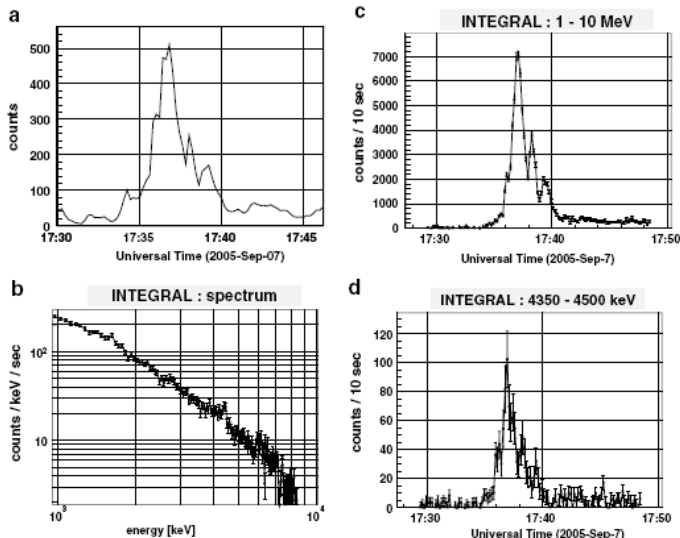 a
500
400
300
200
100
0
counts
17:30
17:35
17:40
17:45
Universal Time (2005-Sep-07)
b
INTEGRAL : spectrum
10²
10
counts / keV / sec
10³
10⁴
energy [keV]
c
INTEGRAL : 1 - 10 MeV
7000
6000
5000
4000
3000
2000
1000
0
counts / 10 sec
17:30
17:40
17:50
Universal Time (2005-Sep-7)
d
INTEGRAL : 4350 - 4500 keV
120
100
80
60
40
20
0
counts / 10 sec
17:30
17:40
17:50
Universal Time (2005-Sep-7)